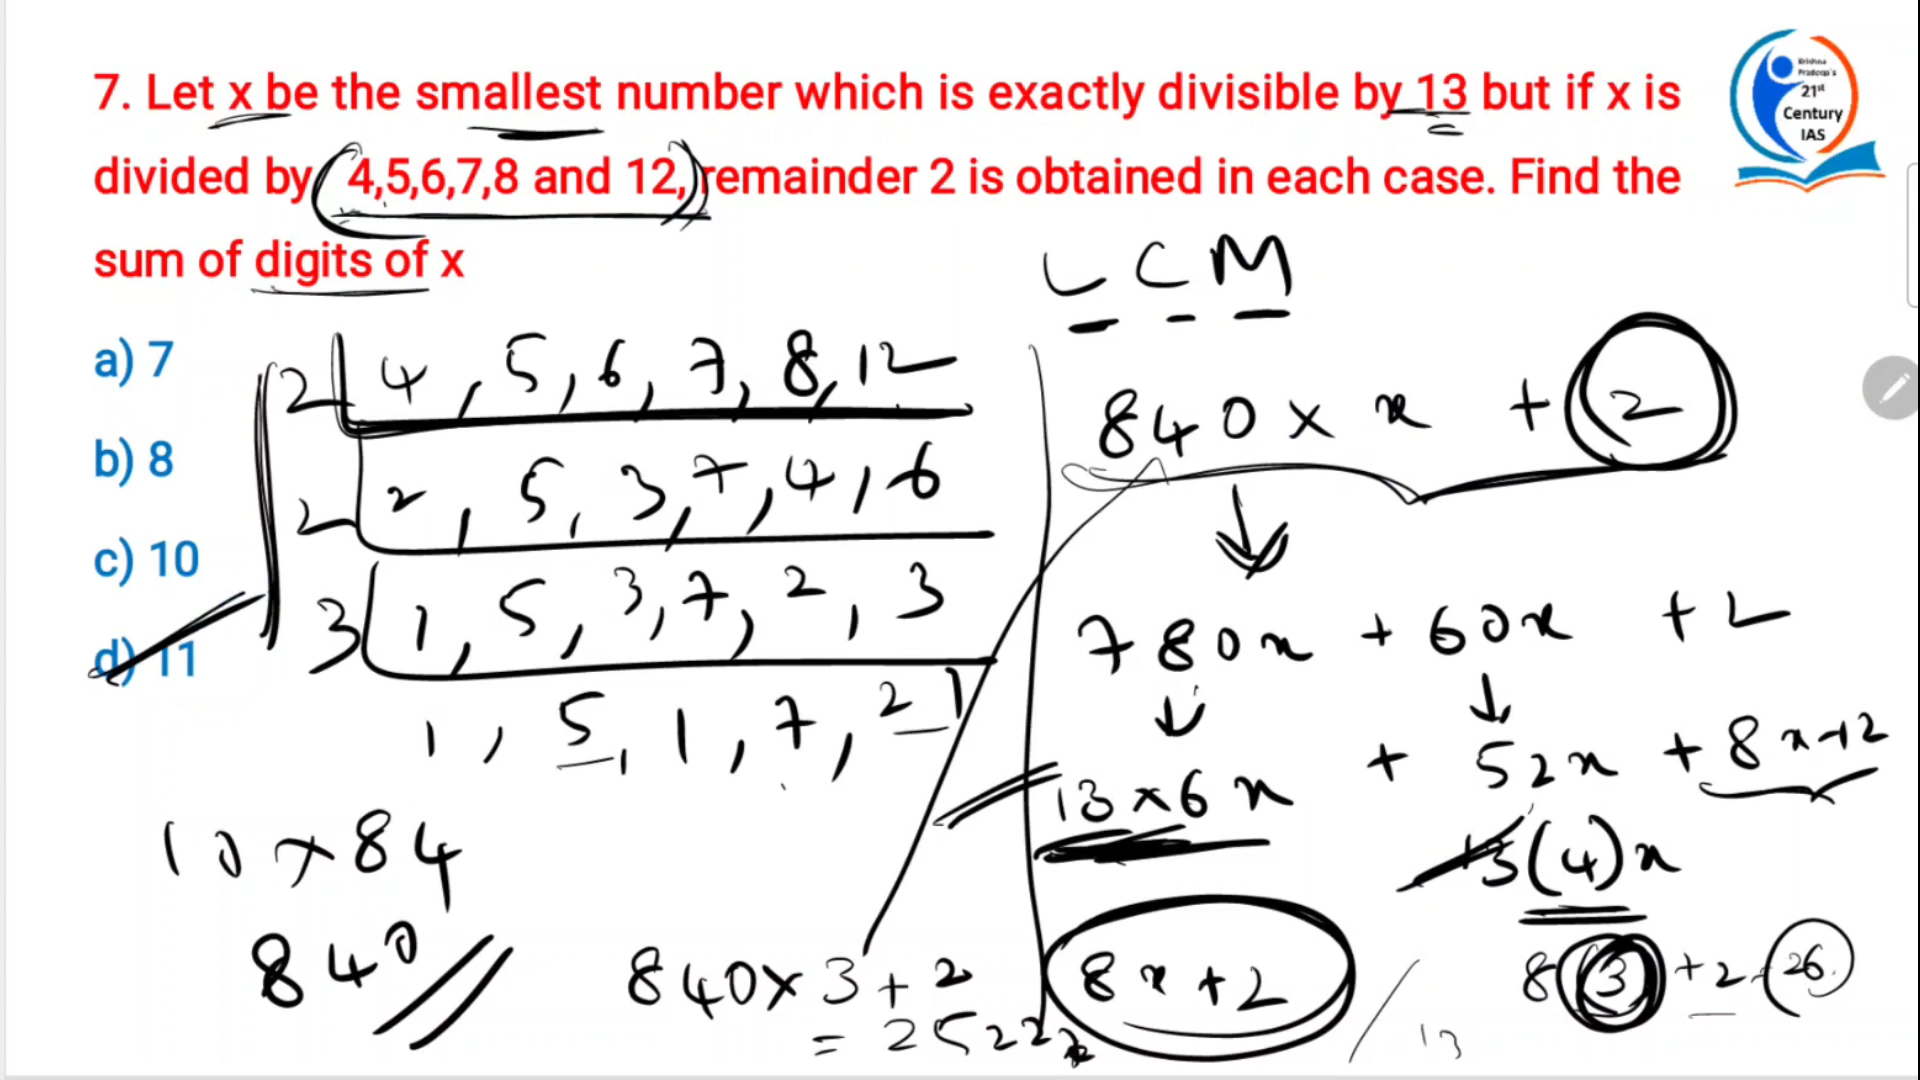 7. Let x be the smallest number which is exactly divisible by 13 but if x is
divided by 4,5,6,7,8 and 12, remainder 2 is obtained in each case. Find the
sum of digits of x
Krishna
Pradeep's
21st
Century
IAS
LCM
a) 7
b) 8
c) 10
d) 11
2 4, 5, 6, 7, 8, 12
2 2, 5, 3, 7, 4, 6
3 1, 5, 3, 7, 2, 3
1, 5, 1, 7, 2 1
10 × 84
840
840 × x + 2
780x + 60x + 2
13 × 6x + 52x + 8x+2
13(4)x
840 × 3 + 2
= 2522
8x + 2
/ 13
8(3) + 2 - 26